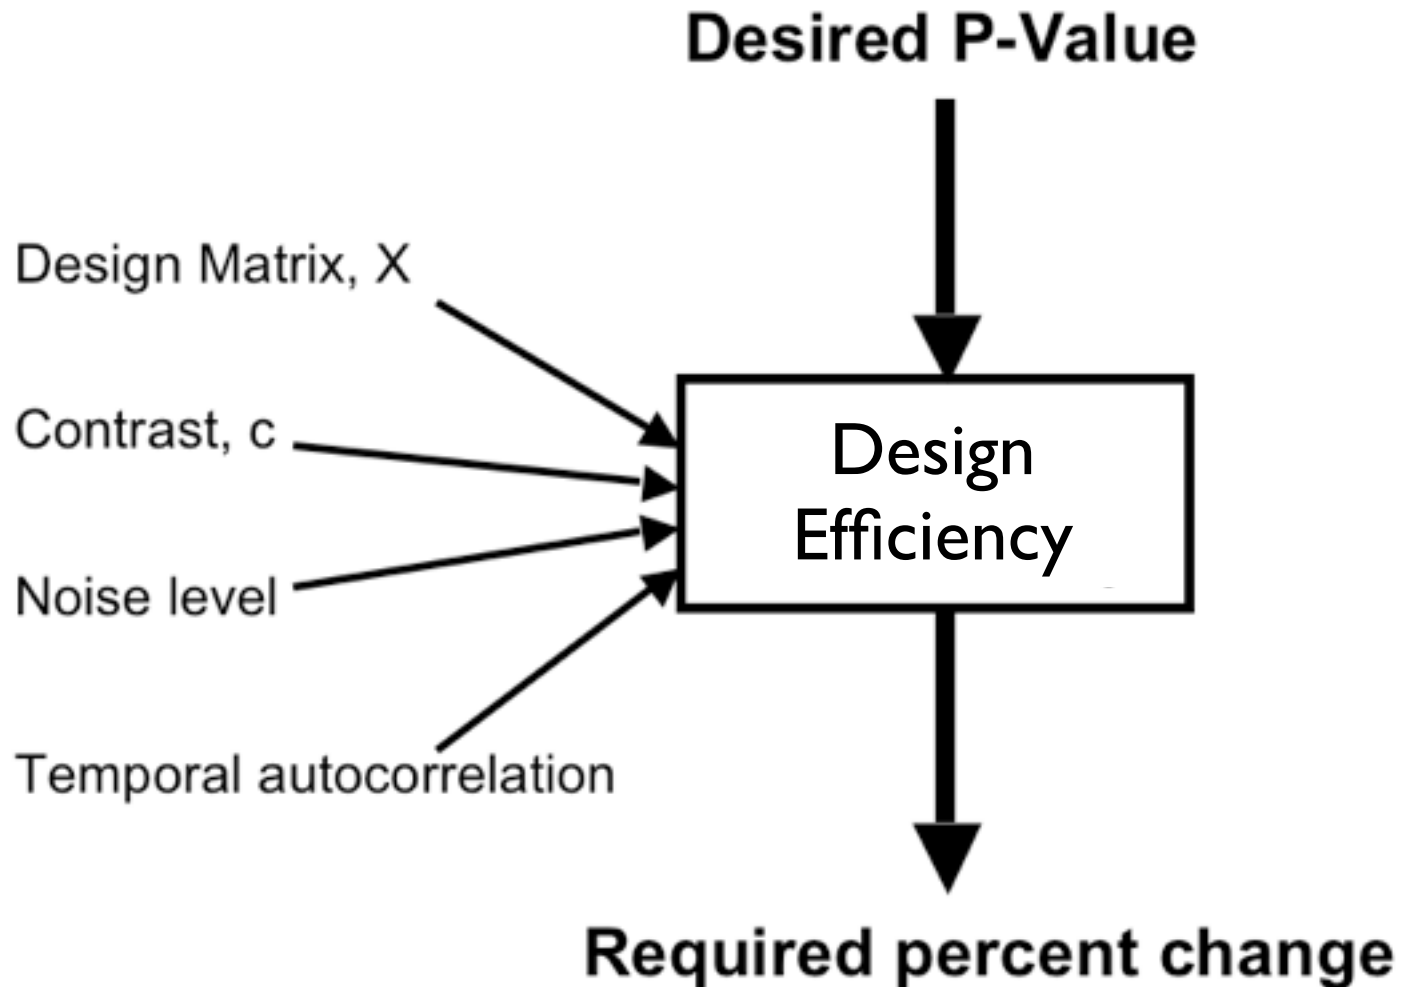 Desired P-Value
Design Matrix, X
Contrast, c
Noise level
Temporal autocorrelation
Design
Efficiency
Required percent change